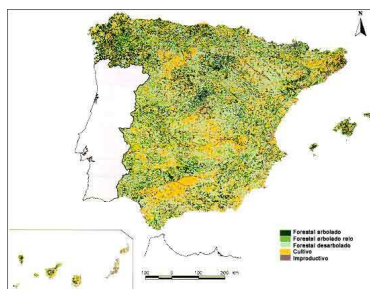 N
Forestal arbolado
Forestal arbolado ralo
Forestal desarbolado
Cultivo
Improductivo
100 0 100 200 km